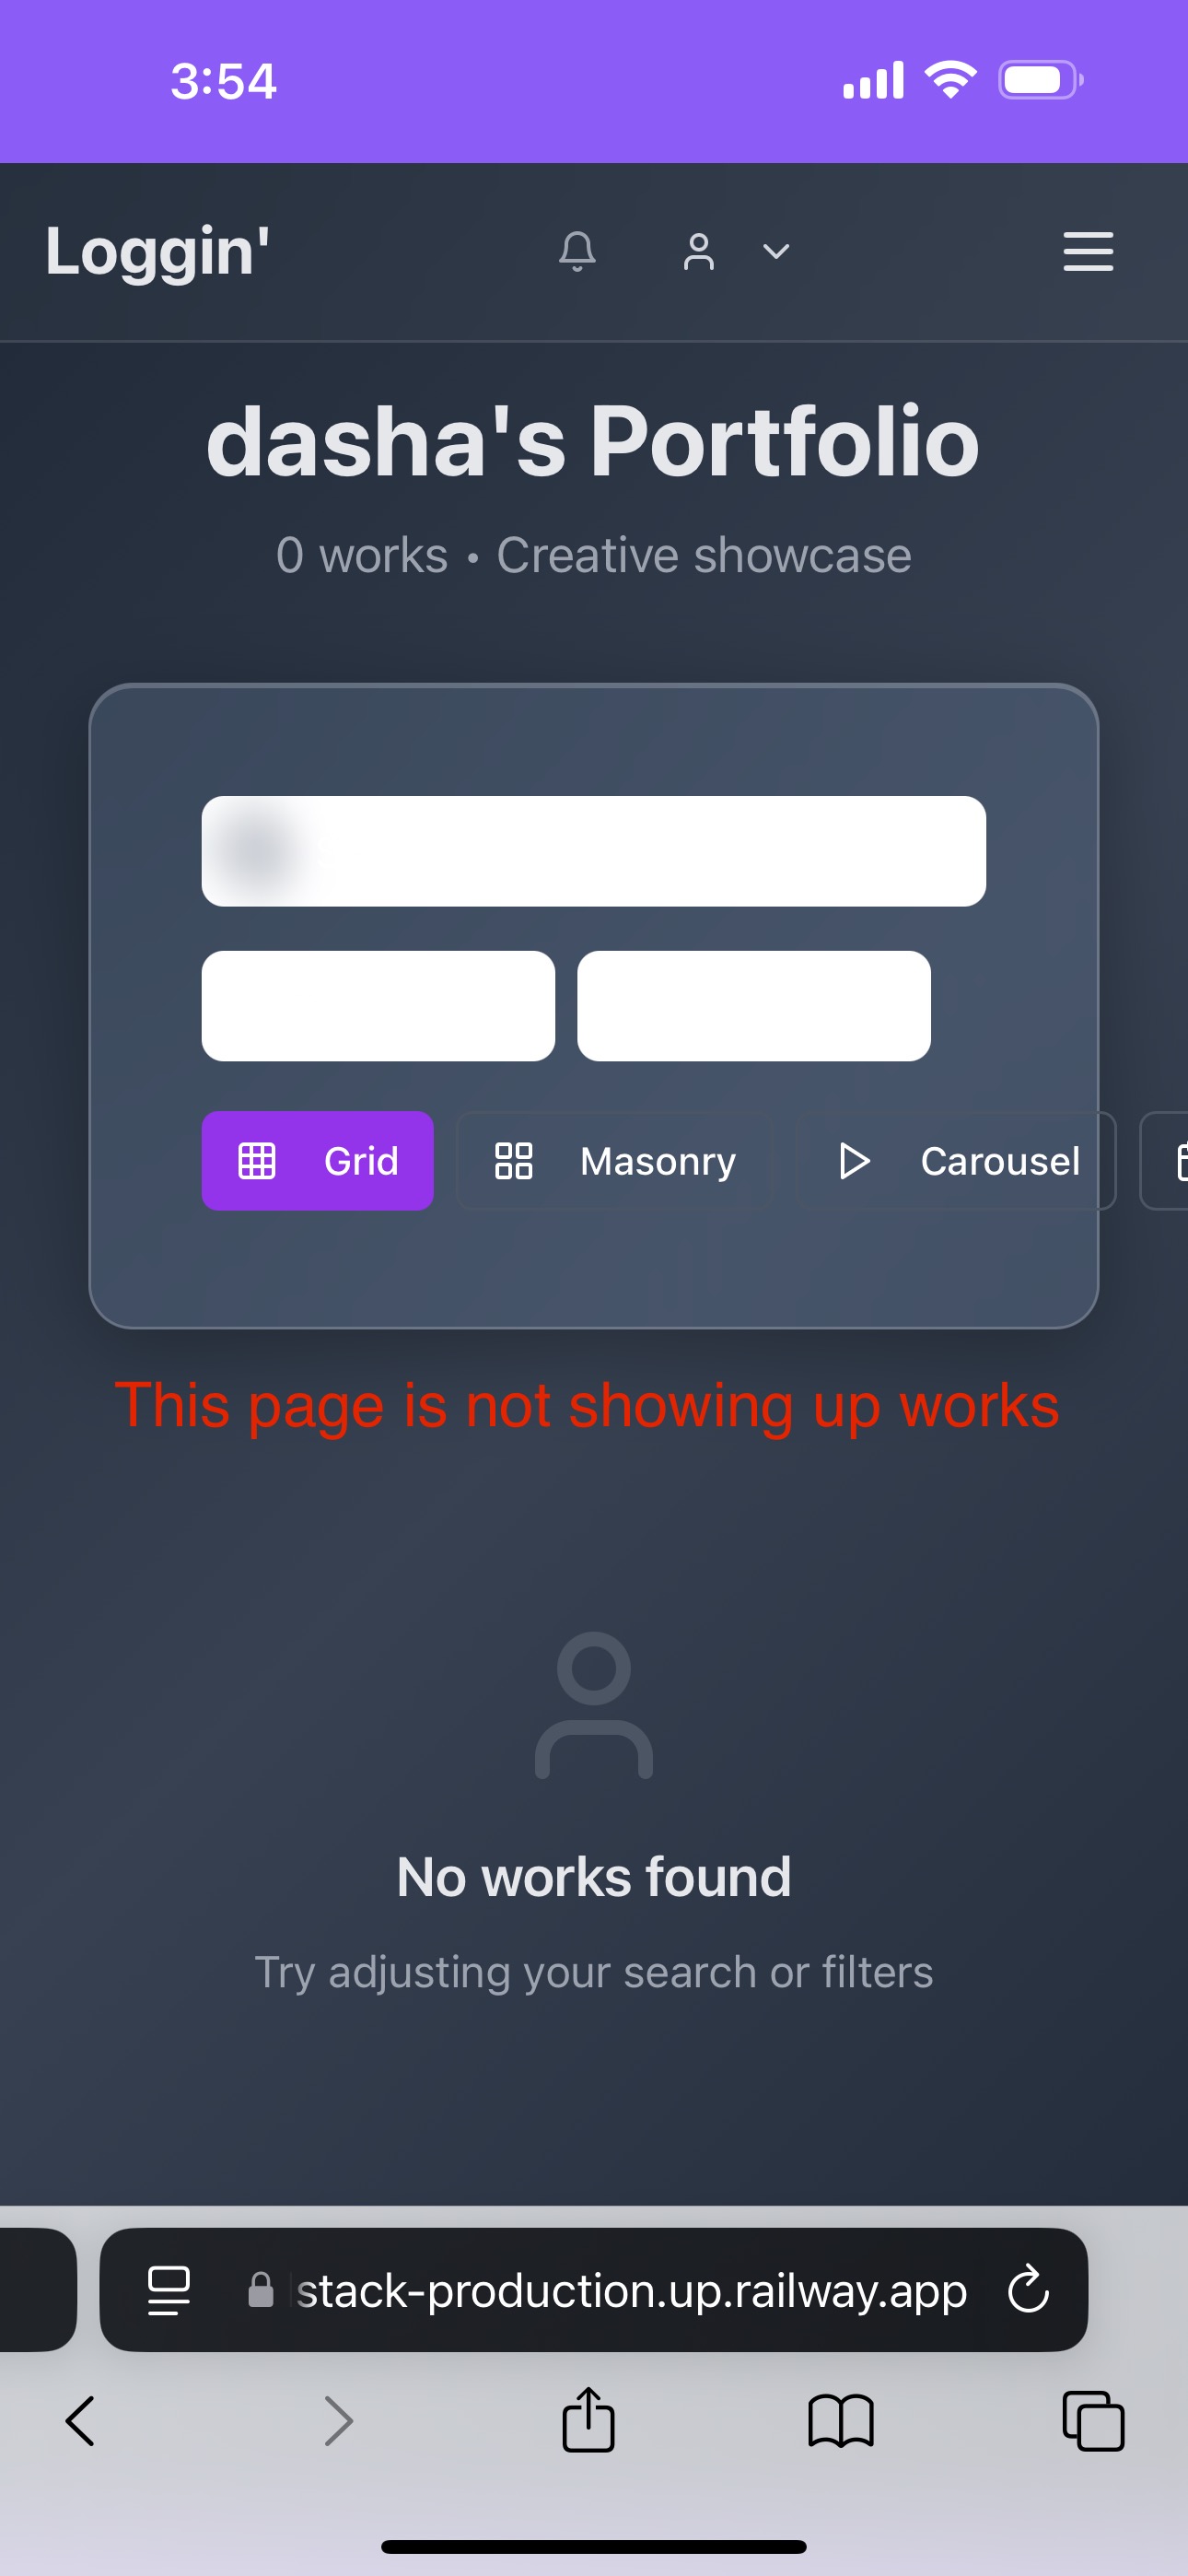 3:54
Loggin'
dasha's Portfolio
0 works • Creative showcase
Grid Masonry Carousel
This page is not showing up works
No works found
Try adjusting your search or filters
stack-production.up.railway.app